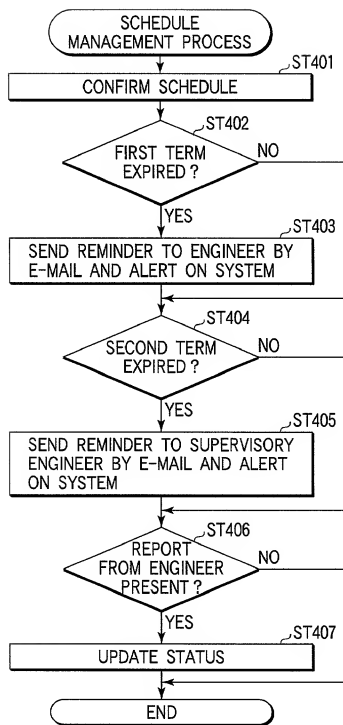 SCHEDULE
MANAGEMENT PROCESS
ST401
CONFIRM SCHEDULE
ST402
FIRST TERM
EXPIRED?
NO
YES
ST403
SEND REMINDER TO ENGINEER BY
E-MAIL AND ALERT ON SYSTEM
ST404
SECOND TERM
EXPIRED?
NO
YES
ST405
SEND REMINDER TO SUPERVISORY
ENGINEER BY E-MAIL AND ALERT
ON SYSTEM
ST406
REPORT
FROM ENGINEER
PRESENT?
NO
YES
ST407
UPDATE STATUS
END